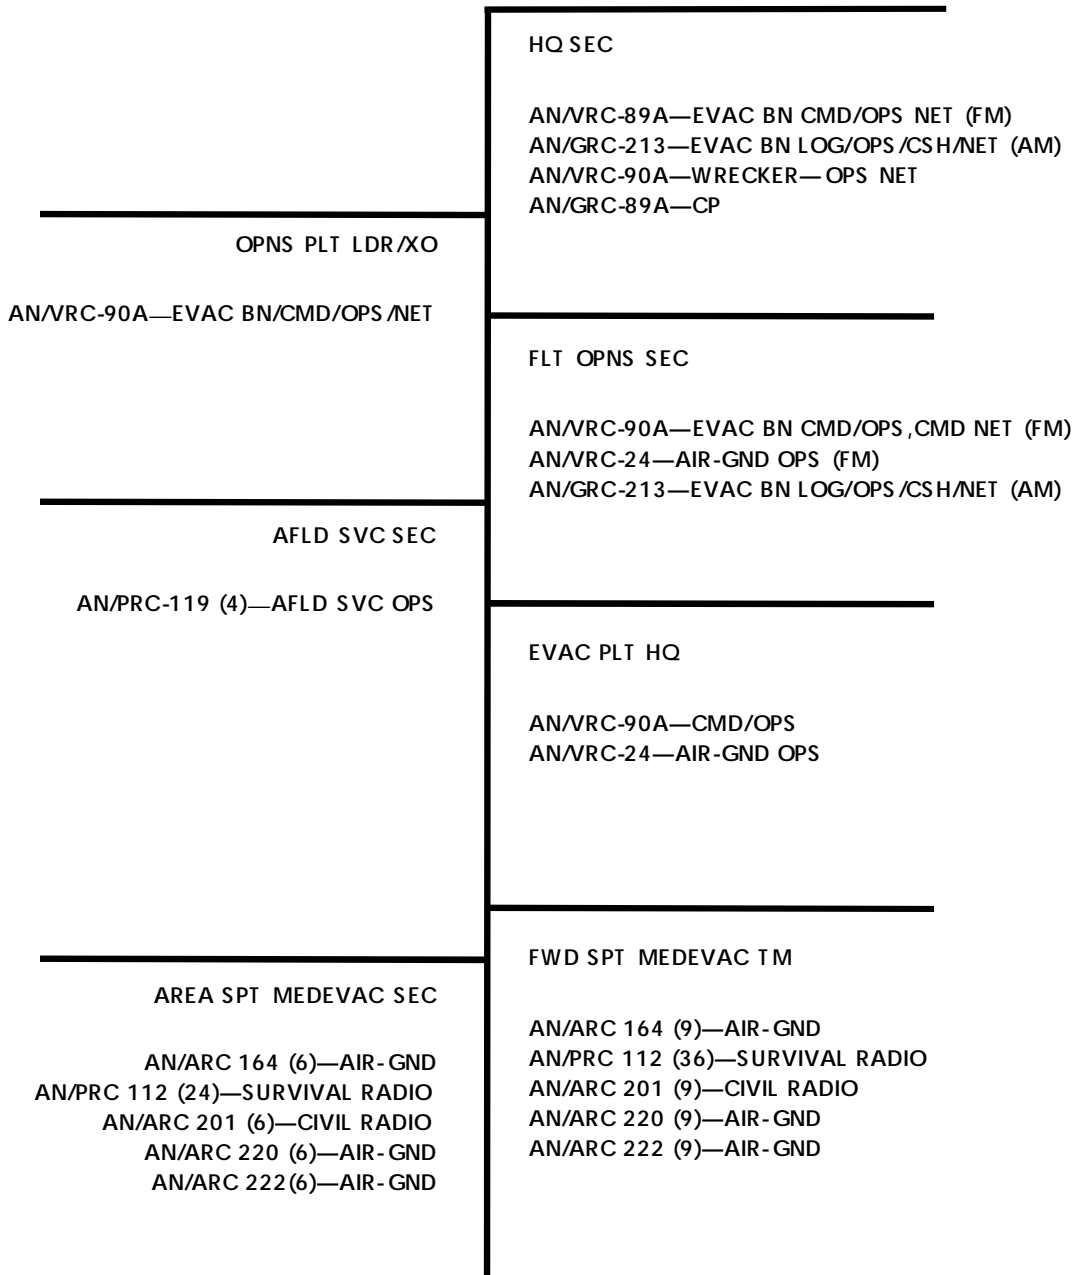 HQ SEC
AN/VRC-89A—EVAC BN CMD/OPS NET (FM)
AN/GRC-213—EVAC BN LOG/OPS/CSH/NET (AM)
AN/VRC-90A—WRECKER—OPS NET
AN/GRC-89A—CP
OPNS PLT LDR/XO
AN/VRC-90A—EVAC BN/CMD/OPS/NET
FLT OPNS SEC
AN/VRC-90A—EVAC BN CMD/OPS,CMD NET (FM)
AN/VRC-24—AIR-GND OPS (FM)
AN/GRC-213—EVAC BN LOG/OPS/CSH/NET (AM)
AFLD SVC SEC
AN/PRC-119 (4)—AFLD SVC OPS
EVAC PLT HQ
AN/VRC-90A—CMD/OPS
AN/VRC-24—AIR-GND OPS
AREA SPT MEDEVAC SEC
AN/ARC 164 (6)—AIR-GND
AN/PRC 112 (24)—SURVIVAL RADIO
AN/ARC 201 (6)—CIVIL RADIO
AN/ARC 220 (6)—AIR-GND
AN/ARC 222(6)—AIR-GND
FWD SPT MEDEVAC TM
AN/ARC 164 (9)—AIR-GND
AN/PRC 112 (36)—SURVIVAL RADIO
AN/ARC 201 (9)—CIVIL RADIO
AN/ARC 220 (9)—AIR-GND
AN/ARC 222 (9)—AIR-GND